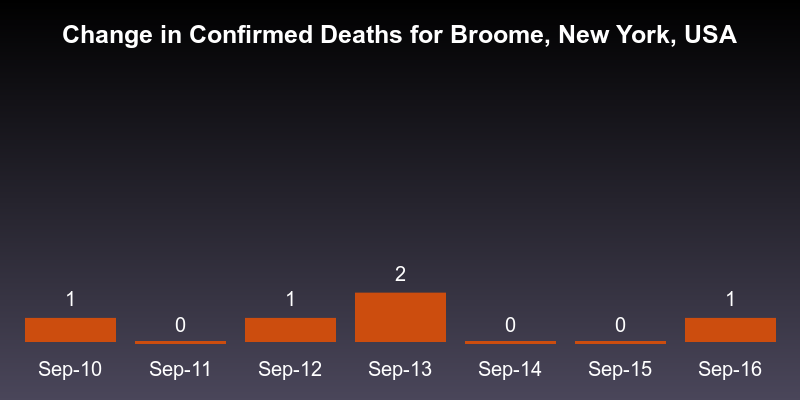 Change in Confirmed Deaths for Broome, New York, USA
1 0 1 2 0 0 1
Sep-10 Sep-11 Sep-12 Sep-13 Sep-14 Sep-15 Sep-16